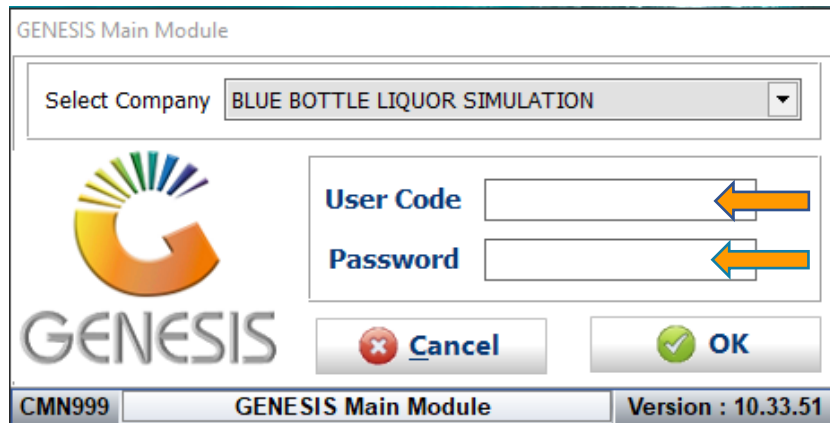 GENESIS Main Module
Select Company BLUE BOTTLE LIQUOR SIMULATION
User Code
Password
GENESIS
Cancel OK
CMN999 GENESIS Main Module Version : 10.33.51